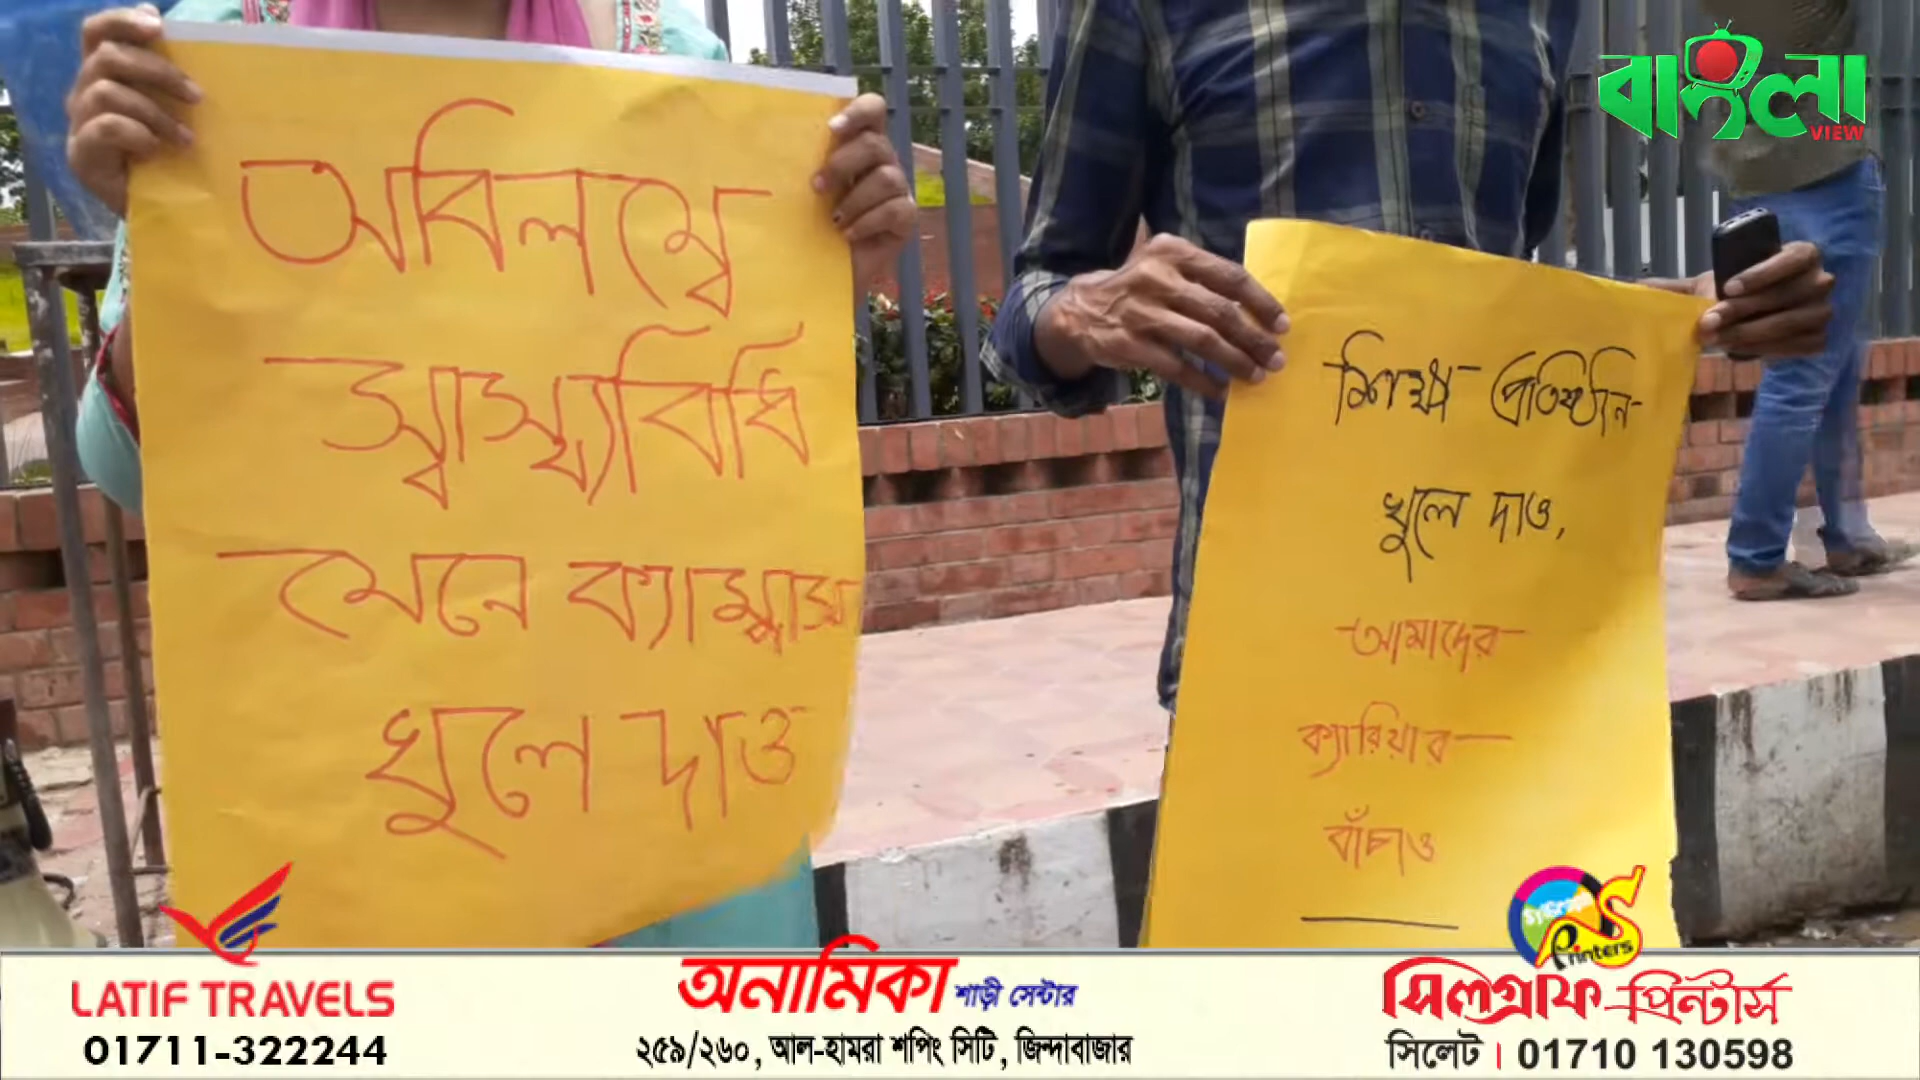 বাংলা
VIEW
অবিলম্বে
স্বাস্থ্যবিধি
মেনে ক্যাম্পাস
খুলে দাও
শিক্ষা প্রতিষ্ঠান
খুলে দাও,
আমাদের
ক্যারিয়ার
বাঁচাও
LATIF TRAVELS
01711-322244
অনামিকা শাড়ী সেন্টার
২৫৯/২৬০, আল-হামরা শপিং সিটি, জিন্দাবাজার
Printers
সিলগ্রাফ প্রিন্টার্স
সিলেট । 01710 130598